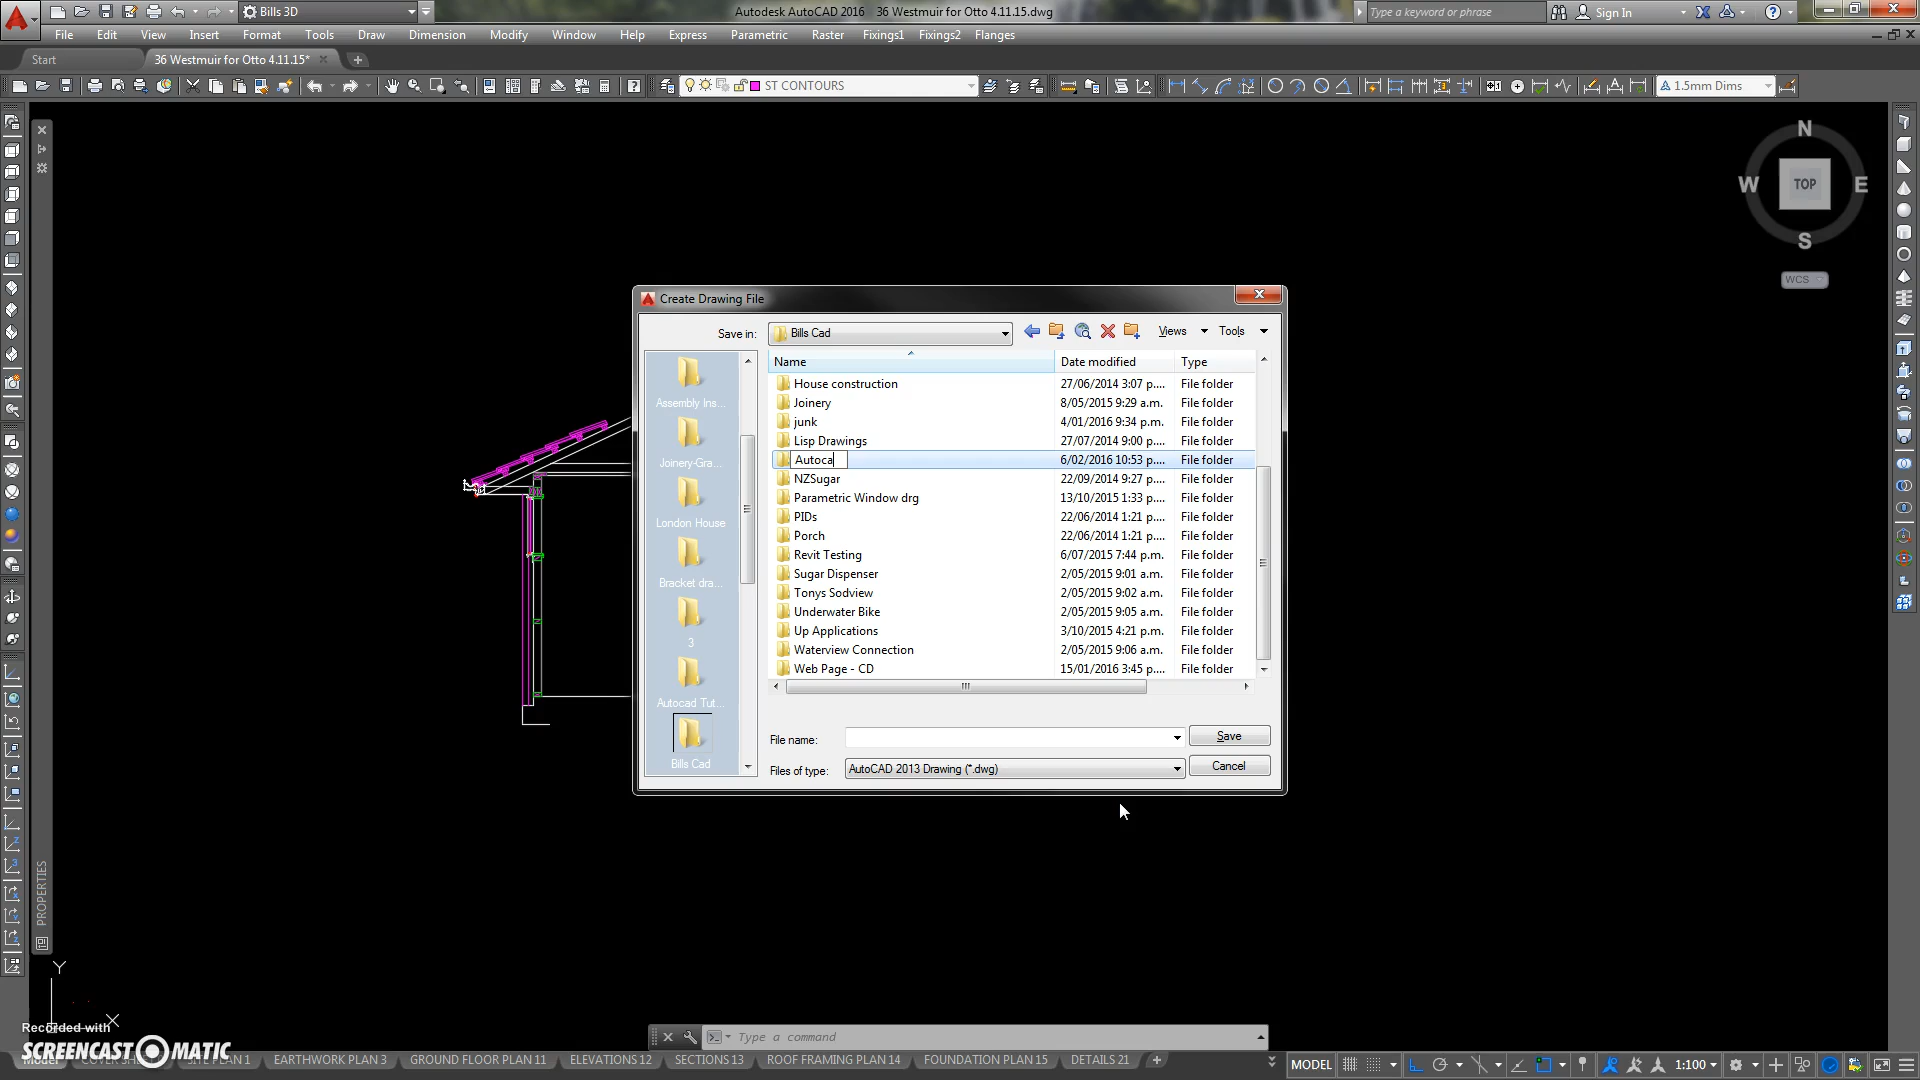 Bills 3D
Autodesk AutoCAD 2016 36 Westmuir for Otto 4.11.15.dwg
Type a keyword or phrase
Sign In
File Edit View Insert Format Tools Draw Dimension Modify Window Help Express Parametric Raster Fixings1 Fixings2 Flanges
Start
36 Westmuir for Otto 4.11.15*
ST CONTOURS
1.5mm Dims
N
W TOP E
S
WCS
Create Drawing File
Save in: Bills Cad
Views Tools
Name Date modified Type
House construction 27/06/2014 3:07 p.... File folder
Joinery 8/05/2015 9:29 a.m. File folder
junk 4/01/2016 9:34 p.m. File folder
Lisp Drawings 27/07/2014 9:00 p.... File folder
Autoca 6/02/2016 10:53 p.... File folder
NZSugar 22/09/2014 9:27 p.... File folder
Parametric Window drg 13/10/2015 1:33 p.... File folder
PIDs 22/06/2014 1:21 p.... File folder
Porch 22/06/2014 1:21 p.... File folder
Revit Testing 6/07/2015 7:44 p.m. File folder
Sugar Dispenser 2/05/2015 9:01 a.m. File folder
Tonys Sodview 2/05/2015 9:02 a.m. File folder
Underwater Bike 2/05/2015 9:05 a.m. File folder
Up Applications 3/10/2015 4:21 p.m. File folder
Waterview Connection 2/05/2015 9:06 a.m. File folder
Web Page - CD 15/01/2016 3:45 p.... File folder
Assembly Ins...
Joinery-Gra...
London House
Bracket dra...
3
Autocad Tut...
Bills Cad
File name:
Save
Files of type: AutoCAD 2013 Drawing (*.dwg)
Cancel
PROPERTIES
Y
X
Recorded with
SCREENCAST O MATIC
Type a command
EARTHWORK PLAN 3 GROUND FLOOR PLAN 11 ELEVATIONS 12 SECTIONS 13 ROOF FRAMING PLAN 14 FOUNDATION PLAN 15 DETAILS 21
MODEL
1:100